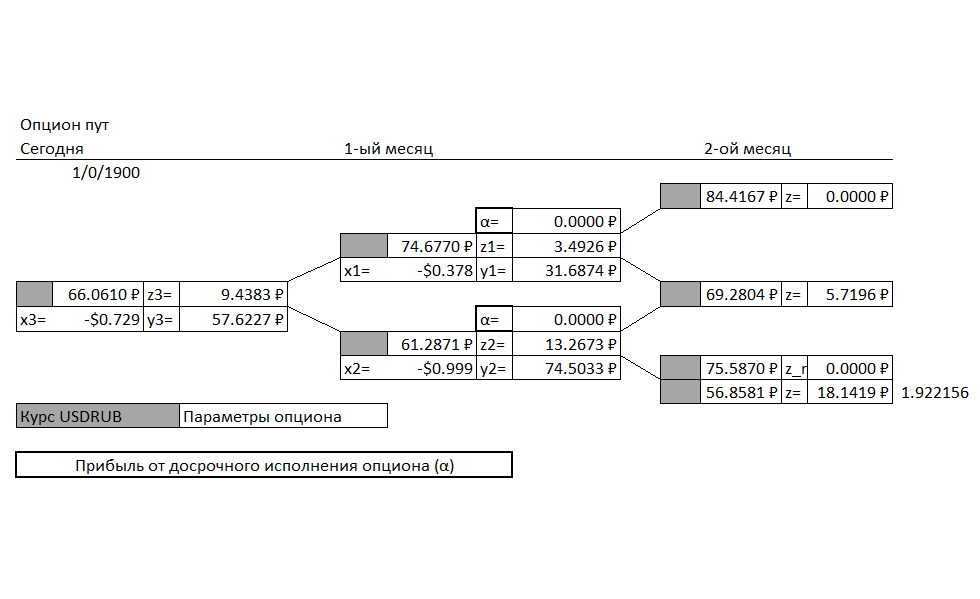 Опцион пут
Сегодня 1-ый месяц 2-ой месяц
1/0/1900
84.4167 ₽ z= 0.0000 ₽
α= 0.0000 ₽
74.6770 ₽ z1= 3.4926 ₽
x1= -$0.378 y1= 31.6874 ₽
66.0610 ₽ z3= 9.4383 ₽ 69.2804 ₽ z= 5.7196 ₽
x3= -$0.729 y3= 57.6227 ₽ α= 0.0000 ₽
61.2871 ₽ z2= 13.2673 ₽
x2= -$0.999 y2= 74.5033 ₽ 75.5870 ₽ z_r 0.0000 ₽
56.8581 ₽ z= 18.1419 ₽ 1.922156
Курс USDRUB Параметры опциона
Прибыль от досрочного исполнения опциона (α)